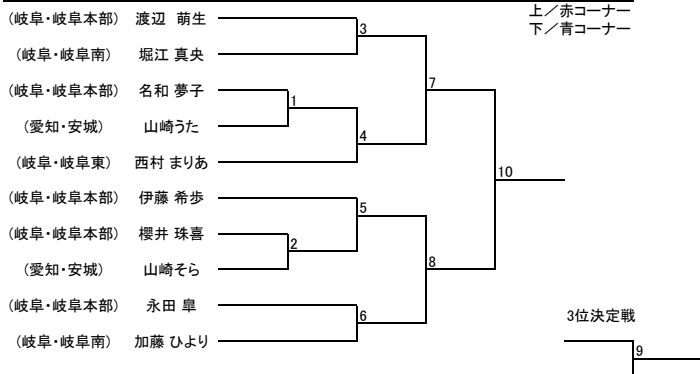 上／赤コーナー
下／青コーナー
(岐阜・岐阜本部) 渡辺 萌生
3
(岐阜・岐阜南) 堀江 真央
(岐阜・岐阜本部) 名和 夢子
7
1
(愛知・安城) 山崎うた
4
(岐阜・岐阜東) 西村 まりあ
10
(岐阜・岐阜本部) 伊藤 希歩
5
(岐阜・岐阜本部) 櫻井 珠喜
2
(愛知・安城) 山崎そら
8
(岐阜・岐阜本部) 永田 皐
6
3位決定戦
(岐阜・岐阜南) 加藤 ひより
9